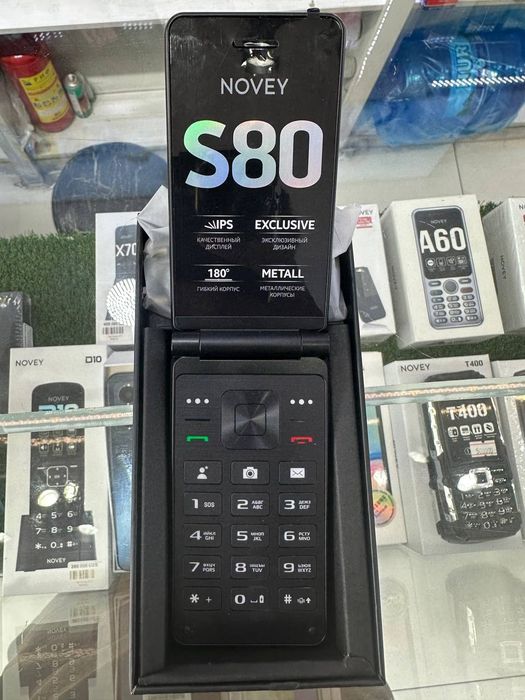 NOVEY
S80
IPS
КАЧЕСТВЕННЫЙ
ДИСПЛЕЙ
EXCLUSIVE
ЭКСКЛЮЗИВНЫЙ
ДИЗАЙН
180°
ГИБКИЙ КОРПУС
METALL
МЕТАЛЛИЧЕСКИЕ
КОРПУСЫ
X70
NOVEY
A60
NOVEY
D10
NOVEY
D10
NOVEY
NOVEY
T400
T400
1 SOS
2 АБВГ ABC
3 ДЕЖЗ DEF
4 ИЙКЛ GHI
5 МНОП JKL
6 РСТУ MNO
7 ФХЦЧ PQRS
8 ШЩЪЫ TUV
9 ЬЭЮЯ WXYZ
* +
0
#